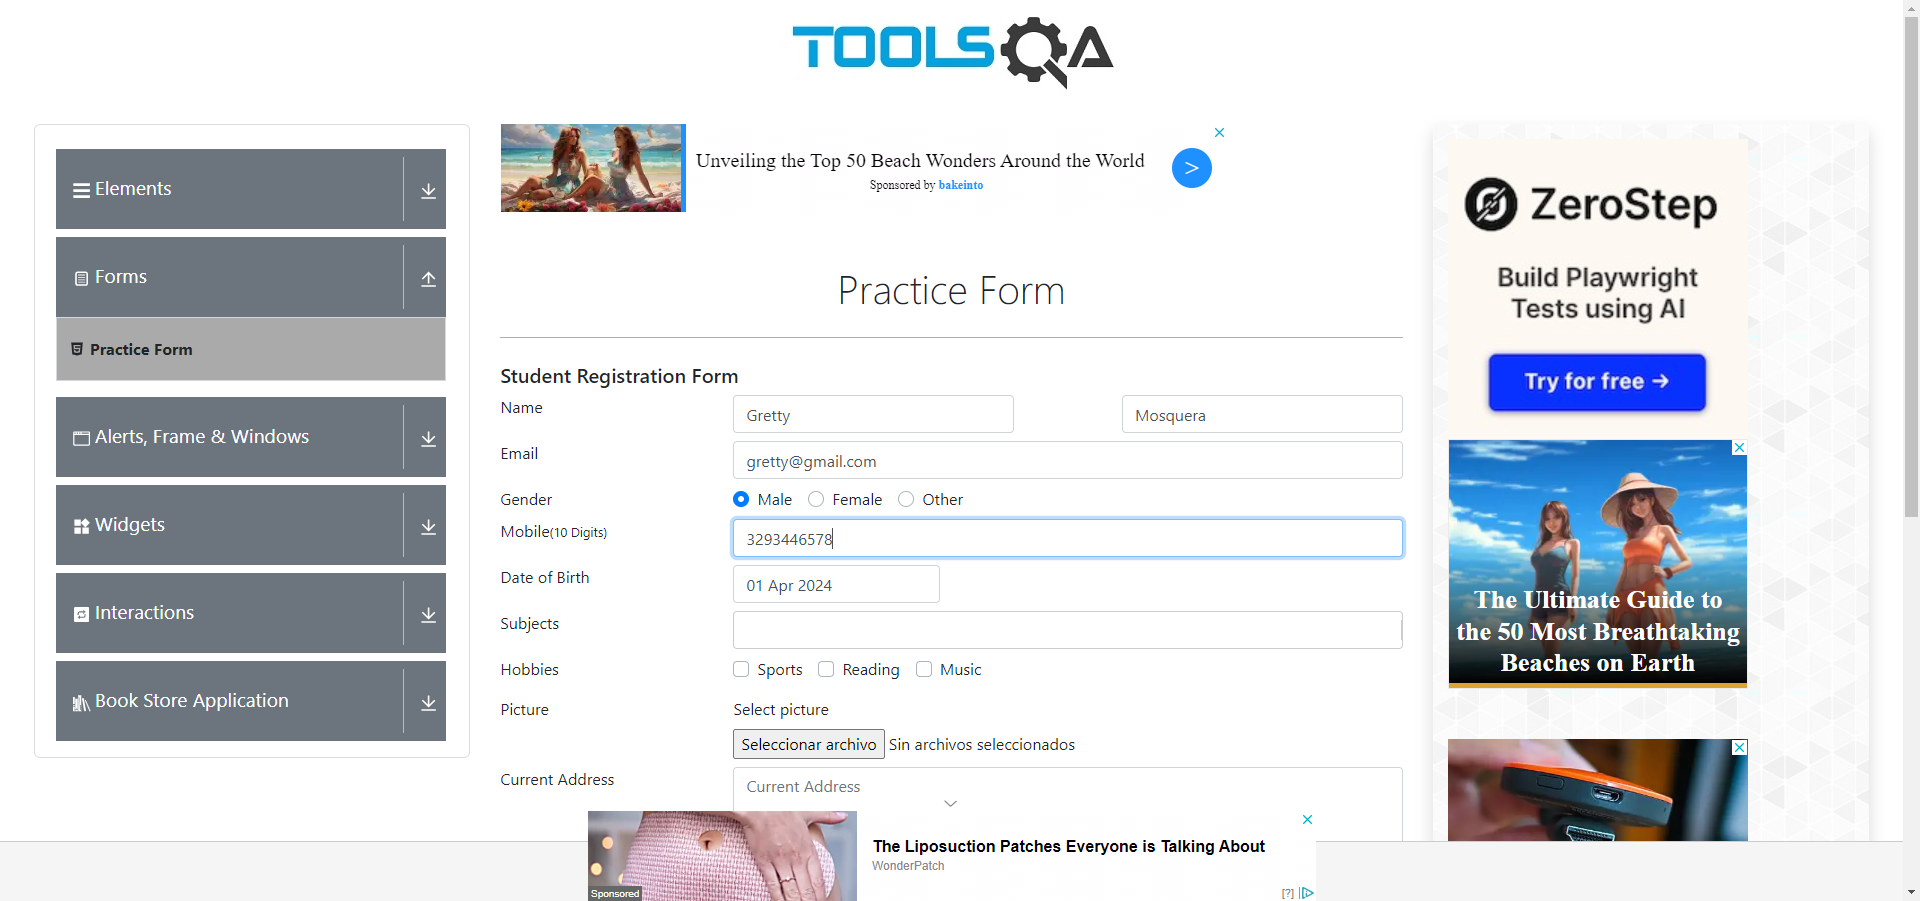 TOOLSQA
Elements
Forms
Practice Form
Alerts, Frame & Windows
Widgets
Interactions
Book Store Application
Unveiling the Top 50 Beach Wonders Around the World
Sponsored by bakeinto
>
Practice Form
Student Registration Form
Name
Gretty
Mosquera
Email
gretty@gmail.com
Gender
Male
Female
Other
Mobile(10 Digits)
3293446578
Date of Birth
01 Apr 2024
Subjects
Hobbies
Sports
Reading
Music
Picture
Select picture
Seleccionar archivo
Sin archivos seleccionados
Current Address
Current Address
ZeroStep
Build Playwright
Tests using AI
Try for free →
The Ultimate Guide to
the 50 Most Breathtaking
Beaches on Earth
Sponsored
The Liposuction Patches Everyone is Talking About
WonderPatch
[?]